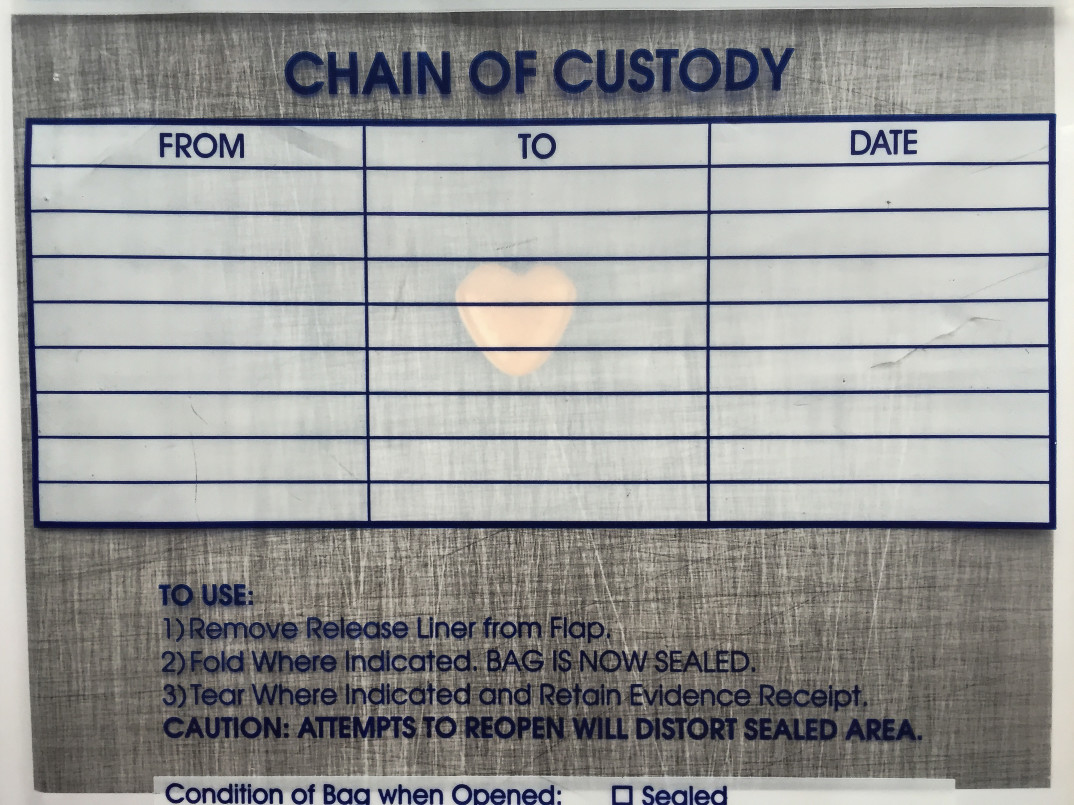 CHAIN OF CUSTODY
FROM TO DATE
TO USE:
1) Remove Release Liner from Flap.
2) Fold Where Indicated. BAG IS NOW SEALED.
3) Tear Where Indicated and Retain Evidence Receipt.
CAUTION: ATTEMPTS TO REOPEN WILL DISTORT SEALED AREA.
Condition of Bag when Opened: ☐ Sealed